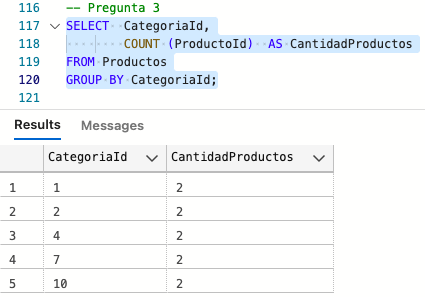 116 -- Pregunta 3
117 SELECT CategoriaId,
118 COUNT (ProductoId) AS CantidadProductos
119 FROM Productos
120 GROUP BY CategoriaId;
121
Results Messages
CategoriaId CantidadProductos
1 1 2
2 2 2
3 4 2
4 7 2
5 10 2